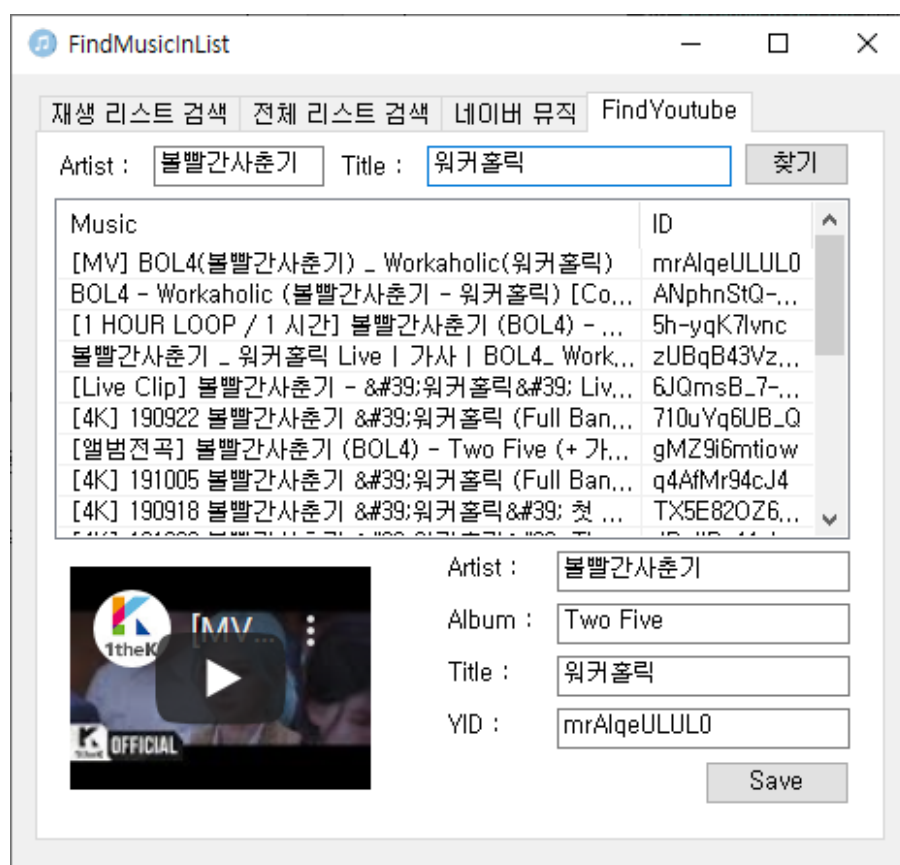 FindMusicInList
재생 리스트 검색 전체 리스트 검색 네이버 뮤직 FindYoutube
Artist : 볼빨간사춘기 Title : 워커홀릭 찾기
Music ID
[MV] BOL4(볼빨간사춘기) _ Workaholic(워커홀릭) mrAlqeULUL0
BOL4 - Workaholic (볼빨간사춘기 - 워커홀릭) [Co... ANphnStQ-...
[1 HOUR LOOP / 1 시간] 볼빨간사춘기 (BOL4) - ... 5h-yqK7lvnc
볼빨간사춘기 _ 워커홀릭 Live | 가사 | BOL4_ Work... zUBqB43Vz...
[Live Clip] 볼빨간사춘기 - &#39;워커홀릭&#39; Liv... 6JQmsB_7-...
[4K] 190922 볼빨간사춘기 &#39;워커홀릭 (Full Ban... 710uYq6UB_Q
[앨범전곡] 볼빨간사춘기 (BOL4) - Two Five (+ 가... gMZ9i6mtiow
[4K] 191005 볼빨간사춘기 &#39;워커홀릭 (Full Ban... q4AfMr94cJ4
[4K] 190918 볼빨간사춘기 &#39;워커홀릭&#39; 첫 ... TX5E82OZ6...
1theK [MV...
1theK OFFICIAL
Artist : 볼빨간사춘기
Album : Two Five
Title : 워커홀릭
YID : mrAlqeULUL0
Save